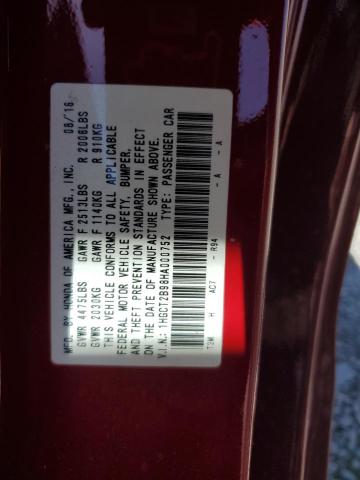 MFD. BY HONDA OF AMERICA MFG., INC. 08/16
GVWR 4475LBS GAWR F 2513LBS R 2006LBS
GVWR 2030KG GAWR F 1140KG R 910KG
THIS VEHICLE CONFORMS TO ALL APPLICABLE
FEDERAL MOTOR VEHICLE SAFETY, BUMPER,
AND THEFT PREVENTION STANDARDS IN EFFECT
ON THE DATE OF MANUFACTURE SHOWN ABOVE.
V.I.N.: 1HGCT2B98HA000752 TYPE: PASSENGER CAR
H AC7 - R94 - A - A